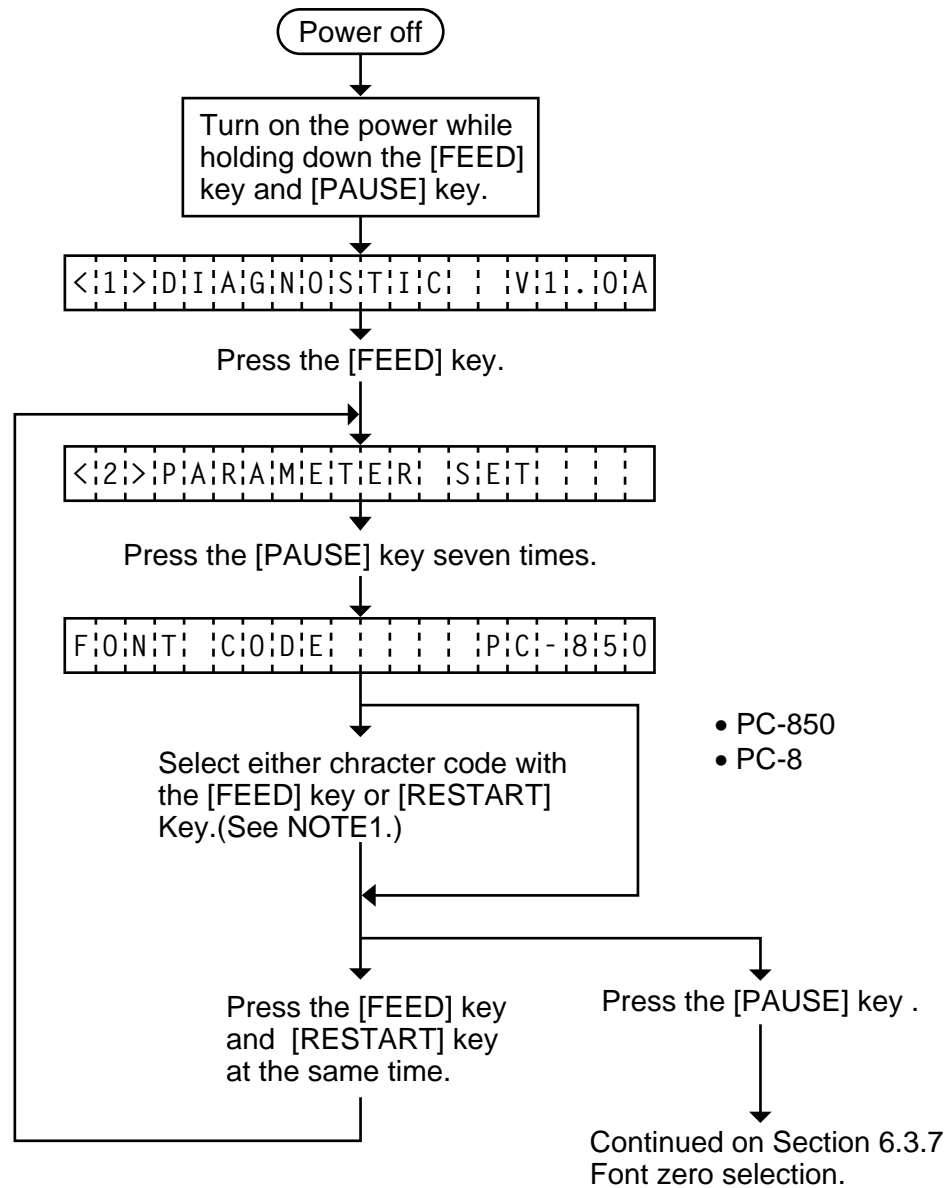 Power off
Turn on the power while
holding down the [FEED]
key and [PAUSE] key.
<1>DIAGNOSTIC  V1.0A
Press the [FEED] key.
<2>PARAMETER SET
Press the [PAUSE] key seven times.
FONT CODE    PC-850
• PC-850
• PC-8
Select either chracter code with
the [FEED] key or [RESTART]
Key.(See NOTE1.)
Press the [FEED] key
and  [RESTART] key
at the same time.
Press the [PAUSE] key .
Continued on Section 6.3.7
Font zero selection.